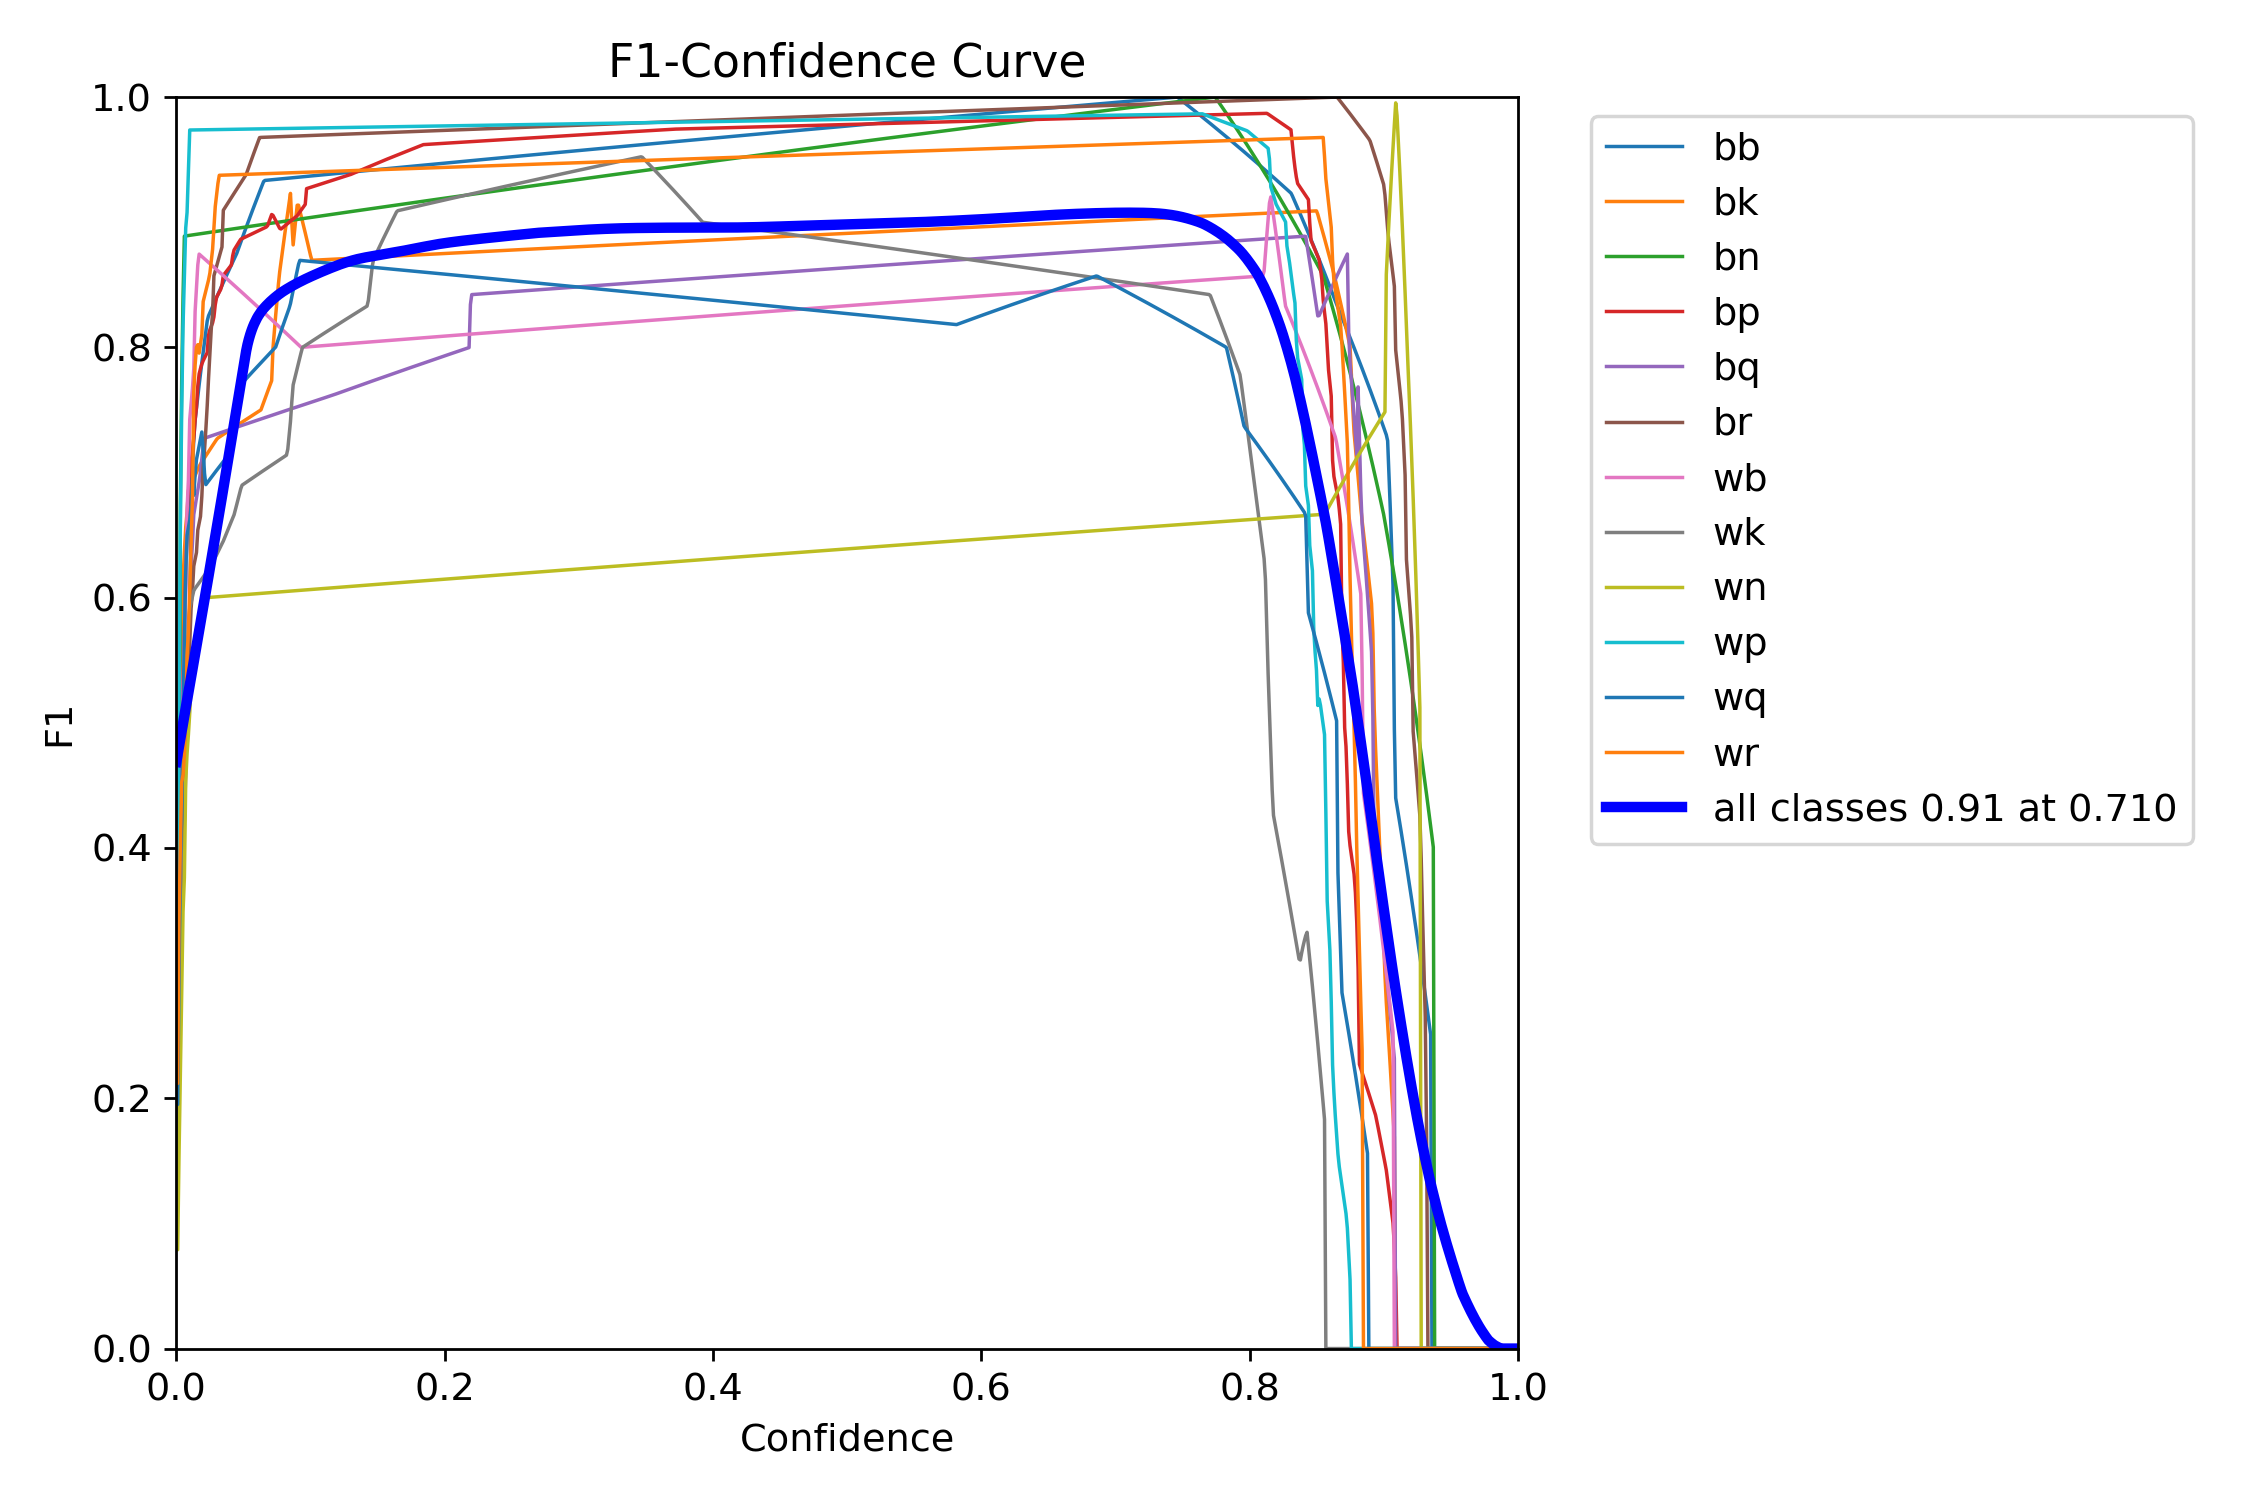 F1-Confidence Curve
1.0
0.8
0.6
0.4
0.2
0.0
F1
0.0 0.2 0.4 0.6 0.8 1.0
Confidence
bb
bk
bn
bp
bq
br
wb
wk
wn
wp
wq
wr
all classes 0.91 at 0.710